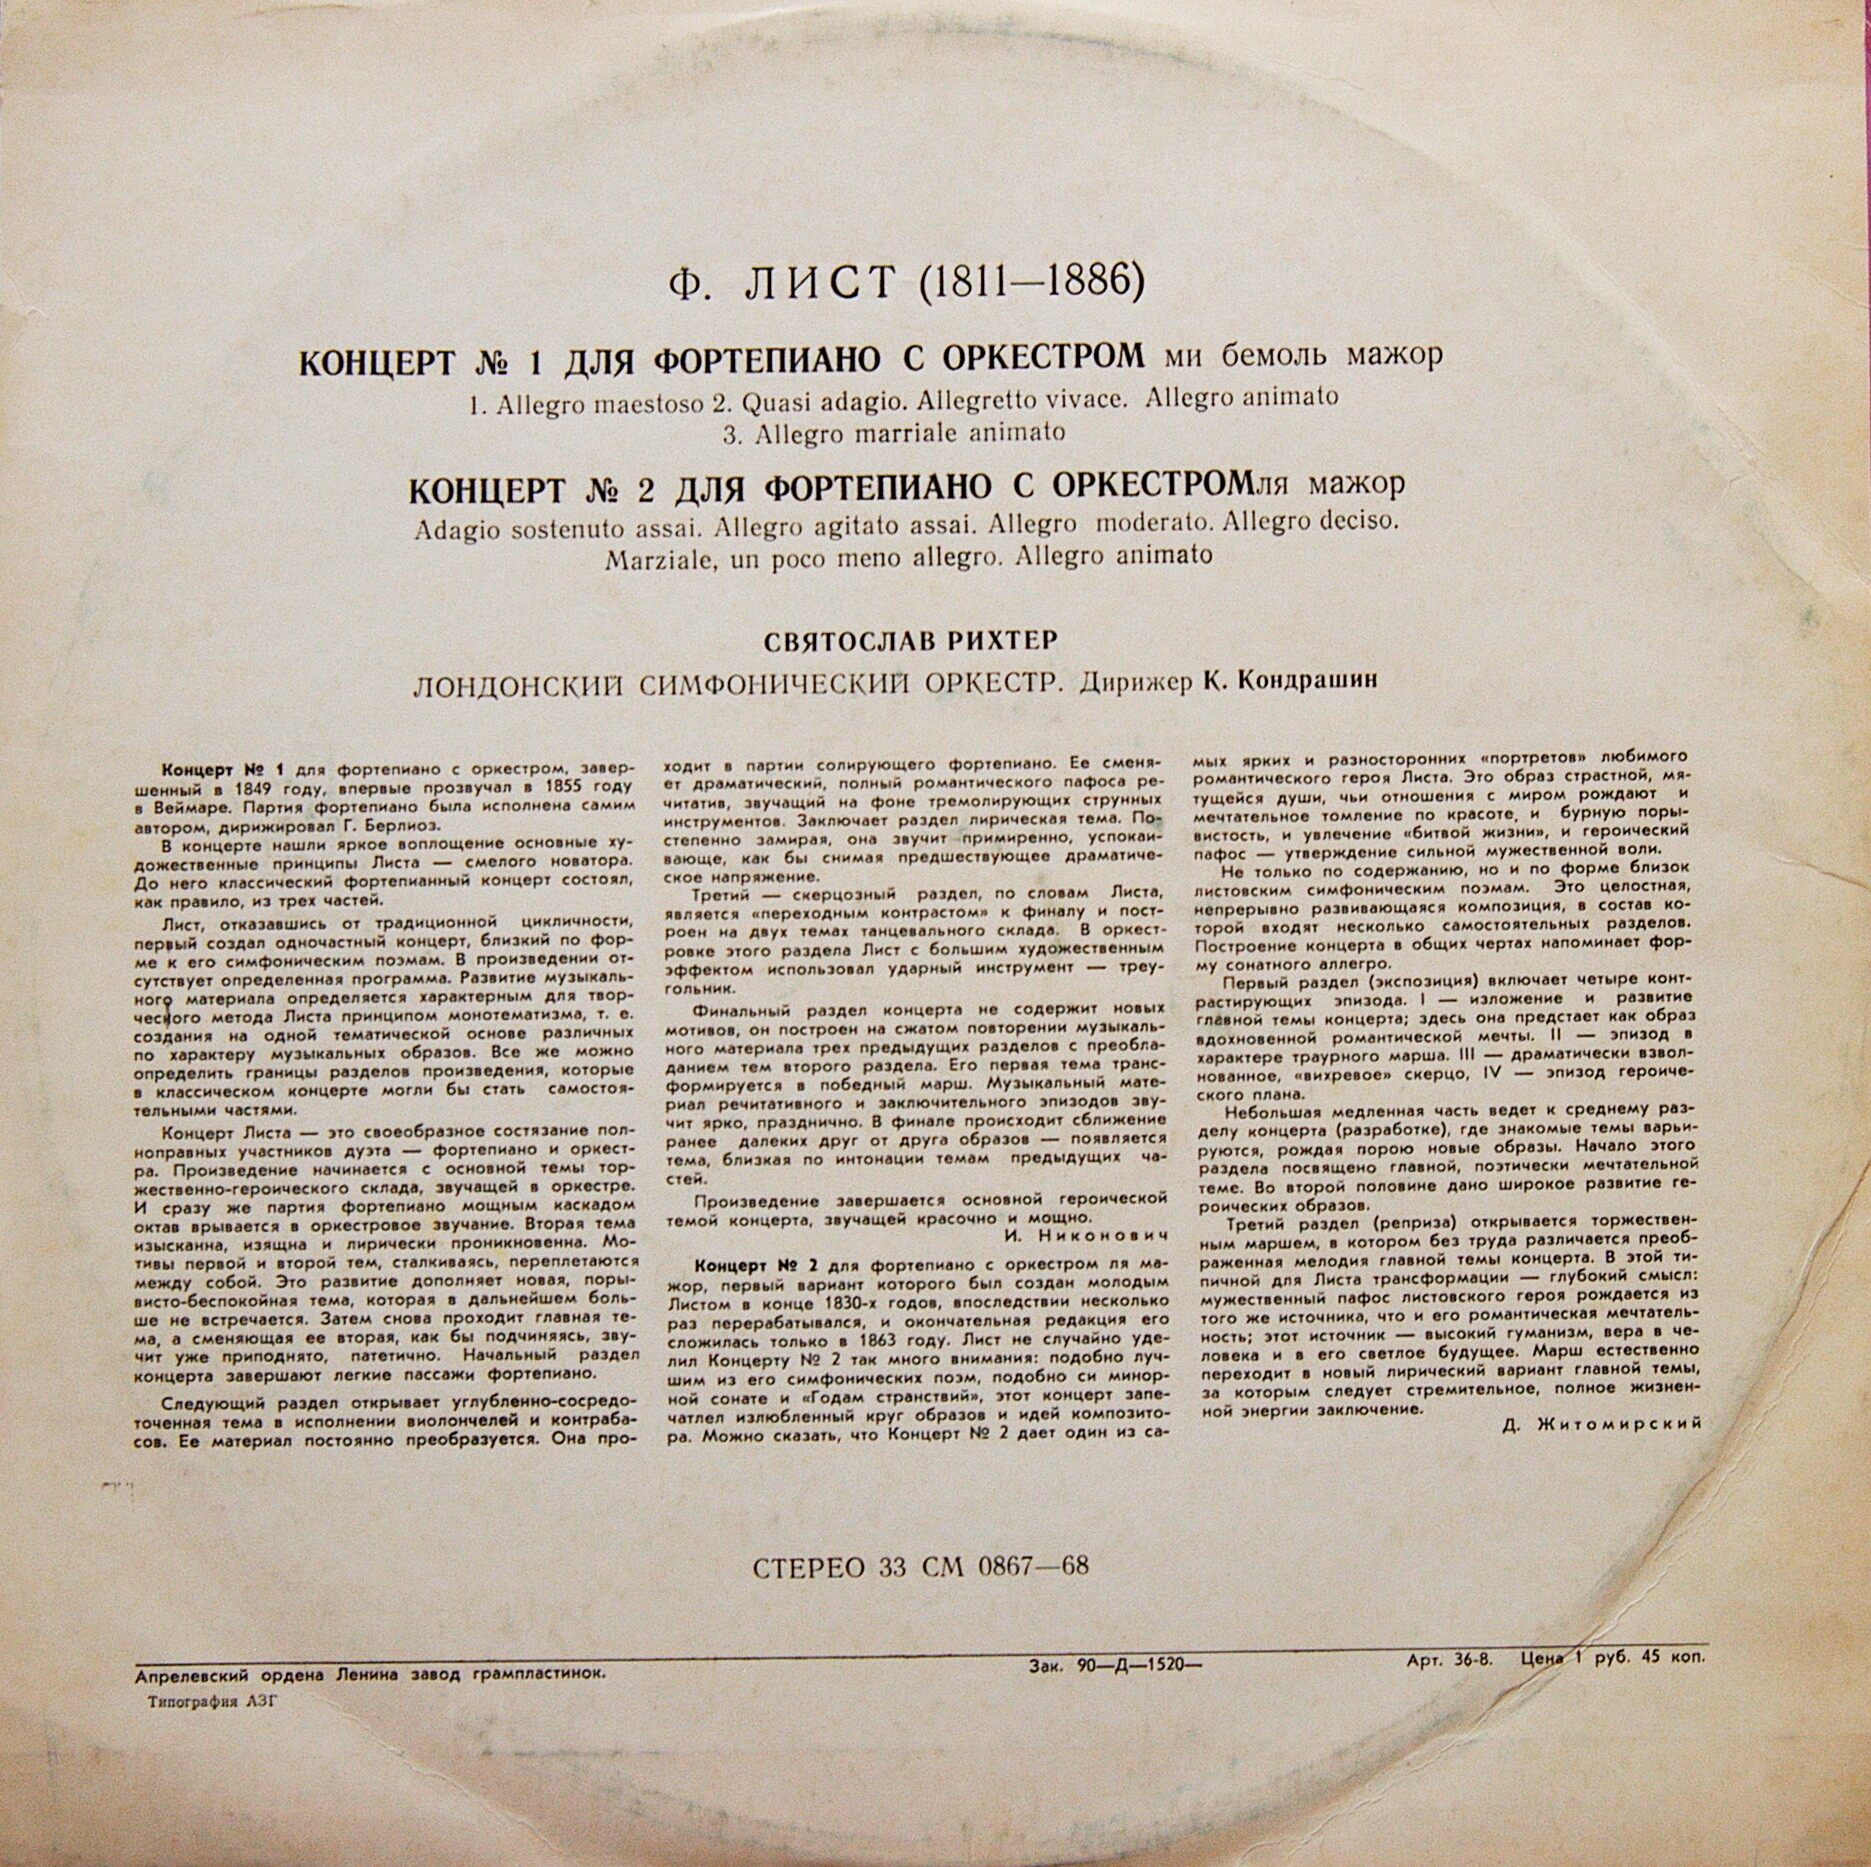 Ф. ЛИСТ (1811—1886)
КОНЦЕРТ № 1 ДЛЯ ФОРТЕПИАНО С ОРКЕСТРОМ ми бемоль мажор
1. Allegro maestoso 2. Quasi adagio. Allegretto vivace. Allegro animato
3. Allegro marriale animato
КОНЦЕРТ № 2 ДЛЯ ФОРТЕПИАНО С ОРКЕСТРОМля мажор
Adagio sostenuto assai. Allegro agitato assai. Allegro moderato. Allegro deciso.
Marziale, un poco meno allegro. Allegro animato
СВЯТОСЛАВ РИХТЕР
ЛОНДОНСКИЙ СИМФОНИЧЕСКИЙ ОРКЕСТР. Дирижер К. Кондрашин
Концерт № 1 для фортепиано с оркестром, завер-
шенный в 1849 году, впервые прозвучал в 1855 году
в Веймаре. Партия фортепиано была исполнена самим
автором, дирижировал Г. Берлиоз.
В концерте нашли яркое воплощение основные ху-
дожественные принципы Листа — смелого новатора.
До него классический фортепианный концерт состоял,
как правило, из трех частей.
Лист, отказавшись от традиционной цикличности,
первый создал одночастный концерт, близкий по фор-
ме к его симфоническим поэмам. В произведении от-
сутствует определенная программа. Развитие музыкаль-
ного материала определяется характерным для твор-
ческого метода Листа принципом монотематизма, т. е.
создания на одной тематической основе различных
по характеру музыкальных образов. Все же можно
определить границы разделов произведения, которые
в классическом концерте могли бы стать самостоя-
тельными частями.
Концерт Листа — это своеобразное состязание пол-
ноправных участников дуэта — фортепиано и оркест-
ра. Произведение начинается с основной темы тор-
жественно-героического склада, звучащей в оркестре.
И сразу же партия фортепиано мощным каскадом
октав врывается в оркестровое звучание. Вторая тема
изысканна, изящна и лирически проникновенна. Мо-
тивы первой и второй тем, сталкиваясь, переплетаются
между собой. Это развитие дополняет новая, поры-
висто-беспокойная тема, которая в дальнейшем боль-
ше не встречается. Затем снова проходит главная те-
ма, а сменяющая ее вторая, как бы подчиняясь, зву-
чит уже приподнято, патетично. Начальный раздел
концерта завершают легкие пассажи фортепиано.
Следующий раздел открывает углубленно-сосредо-
точенная тема в исполнении виолончелей и контраба-
сов. Ее материал постоянно преобразуется. Она про-
ходит в партии солирующего фортепиано. Ее сменя-
ет драматический, полный романтического пафоса ре-
читатив, звучащий на фоне тремолирующих струнных
инструментов. Заключает раздел лирическая тема. По-
степенно замирая, она звучит примиренно, успокаи-
вающе, как бы снимая предшествующее драматиче-
ское напряжение.
Третий — скерцозный раздел, по словам Листа,
является «переходным контрастом» к финалу и пост-
роен на двух темах танцевального склада. В оркест-
ровке этого раздела Лист с большим художественным
эффектом использовал ударный инструмент — треу-
гольник.
Финальный раздел концерта не содержит новых
мотивов, он построен на сжатом повторении музыкаль-
ного материала трех предыдущих разделов с преобла-
данием тем второго раздела. Его первая тема транс-
формируется в победный марш. Музыкальный мате-
риал речитативного и заключительного эпизодов зву-
чит ярко, празднично. В финале происходит сближение
ранее далеких друг от друга образов — появляется
тема, близкая по интонации темам предыдущих ча-
стей.
Произведение завершается основной героической
темой концерта, звучащей красочно и мощно.
И. Никонович
Концерт № 2 для фортепиано с оркестром ля ма-
жор, первый вариант которого был создан молодым
Листом в конце 1830-х годов, впоследствии несколько
раз перерабатывался, и окончательная редакция его
сложилась только в 1863 году. Лист не случайно уде-
лил Концерту № 2 так много внимания: подобно луч-
шим из его симфонических поэм, подобно си минор-
ной сонате и «Годам странствий», этот концерт запе-
чатлел излюбленный круг образов и идей композито-
ра. Можно сказать, что Концерт № 2 дает один из са-
мых ярких и разносторонних «портретов» любимого
романтического героя Листа. Это образ страстной, мя-
тущейся души, чьи отношения с миром рождают и
мечтательное томление по красоте, и бурную поры-
вистость, и увлечение «битвой жизни», и героический
пафос — утверждение сильной мужественной воли.
Не только по содержанию, но и по форме близок
листовским симфоническим поэмам. Это целостная,
непрерывно развивающаяся композиция, в состав ко-
торой входят несколько самостоятельных разделов.
Построение концерта в общих чертах напоминает фор-
му сонатного аллегро.
Первый раздел (экспозиция) включает четыре конт-
растирующих эпизода. I — изложение и развитие
главной темы концерта; здесь она предстает как образ
вдохновенной романтической мечты. II — эпизод в
характере траурного марша. III — драматически взвол-
нованное, «вихревое» скерцо, IV — эпизод героиче-
ского плана.
Небольшая медленная часть ведет к среднему раз-
делу концерта (разработке), где знакомые темы варьи-
руются, рождая порою новые образы. Начало этого
раздела посвящено главной, поэтически мечтательной
теме. Во второй половине дано широкое развитие ге-
роических образов.
Третий раздел (реприза) открывается торжествен-
ным маршем, в котором без труда различается преоб-
раженная мелодия главной темы концерта. В этой ти-
пичной для Листа трансформации — глубокий смысл:
мужественный пафос листовского героя рождается из
того же источника, что и его романтическая мечтатель-
ность; этот источник — высокий гуманизм, вера в че-
ловека и в его светлое будущее. Марш естественно
переходит в новый лирический вариант главной темы,
за которым следует стремительное, полное жизнен-
ной энергии заключение.
Д. Житомирский
СТЕРЕО 33 СМ 0867—68
Апрелевский ордена Ленина завод грампластинок. Зак. 90—Д—1520— Арт. 36-8. Цена 1 руб. 45 коп.
Типография АЗГ